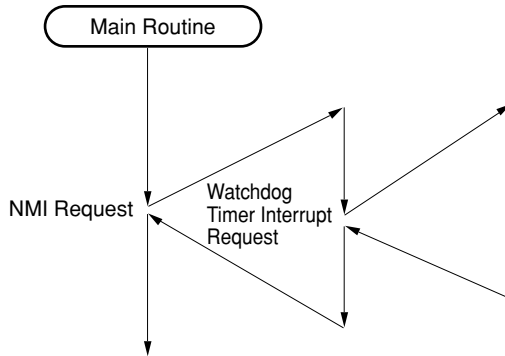 Main Routine
NMI Request
Watchdog
Timer Interrupt
Request